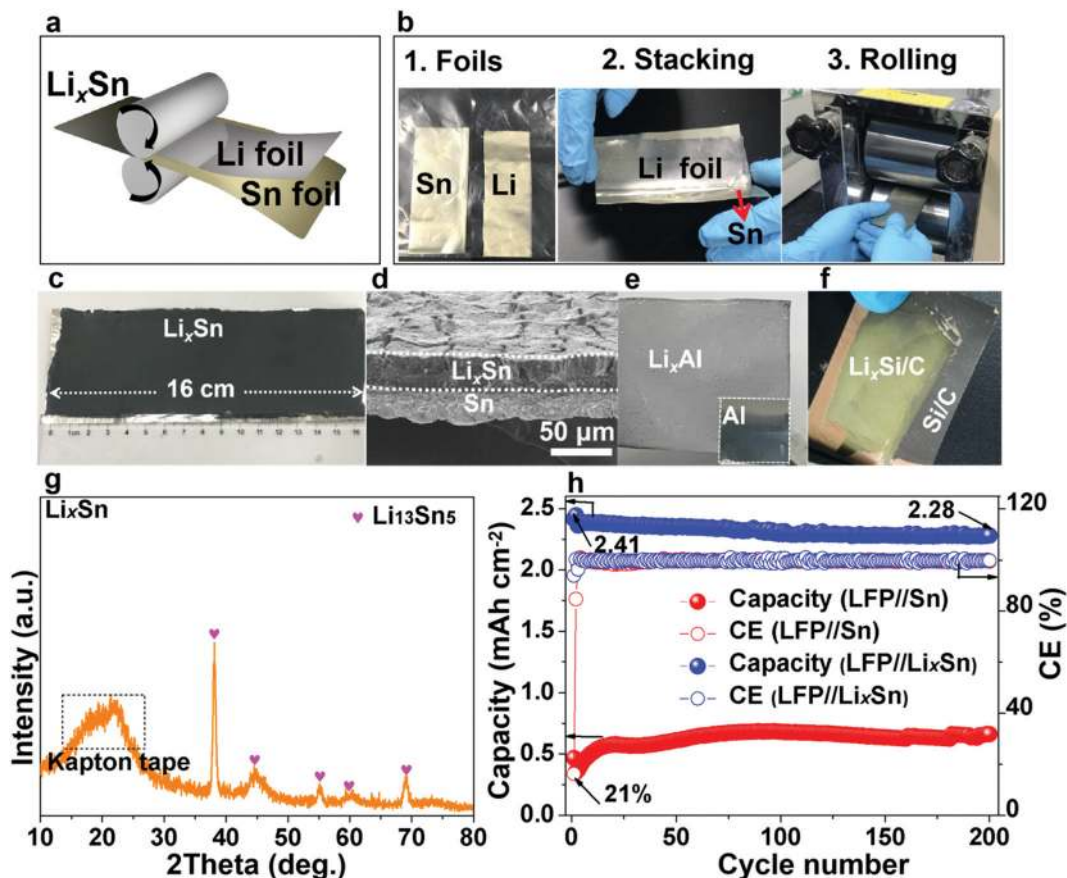 a
LixSn
Li foil
Sn foil
b
1. Foils
2. Stacking
3. Rolling
Sn
Li
Li foil
Sn
c
LixSn
16 cm
d
LixSn
Sn
50 µm
e
LixAl
Al
f
LixSi/C
Si/C
g
LixSn
♥ Li13Sn5
Kapton tape
Intensity (a.u.)
10 20 30 40 50 60 70 80
2Theta (deg.)
h
2.5
2.0
1.5
1.0
0.5
0.0
Capacity (mAh cm-2)
2.41
2.28
Capacity (LFP//Sn)
CE (LFP//Sn)
Capacity (LFP//LixSn)
CE (LFP//LixSn)
21%
120
80
40
0
CE (%)
0 50 100 150 200
Cycle number